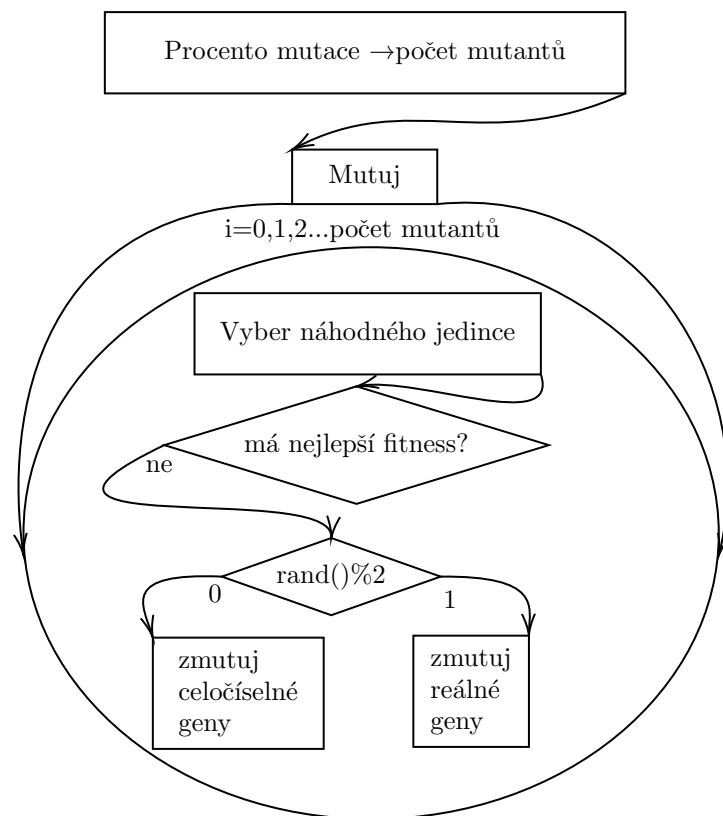 Procento mutace →počet mutantů
Mutuj
i=0,1,2...počet mutantů
Vyber náhodného jedince
má nejlepší fitness?
ne
rand()%2
0
1
zmutuj
celočíselné
geny
zmutuj
reálné
geny